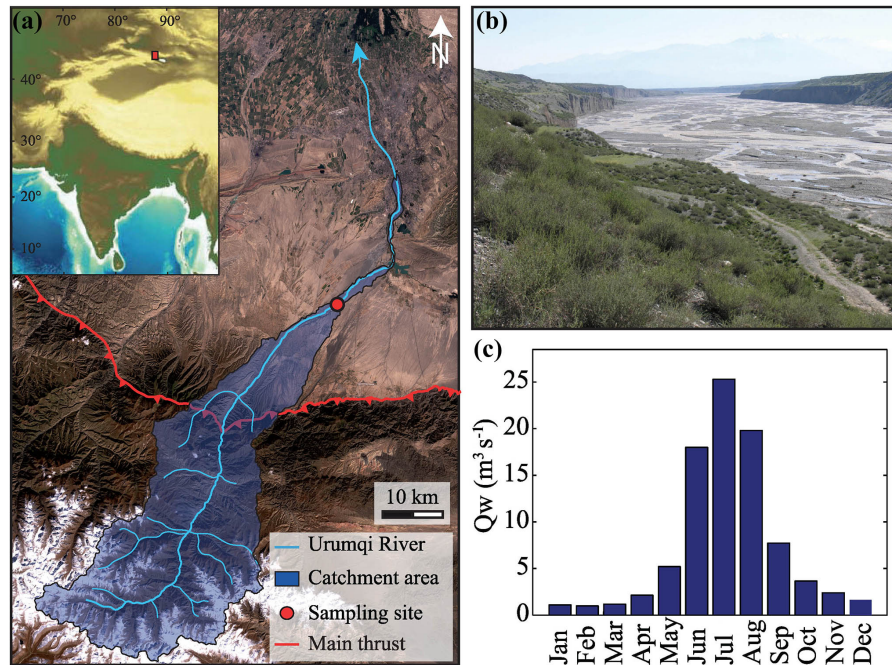 (a)
70° 80° 90°
40°
30°
20°
10°
N
10 km
Urumqi River
Catchment area
Sampling site
Main thrust
(b)
(c)
Qw (m³ s⁻¹)
25
20
15
10
5
0
Jan
Feb
Mar
Apr
May
Jun
Jul
Aug
Sep
Oct
Nov
Dec